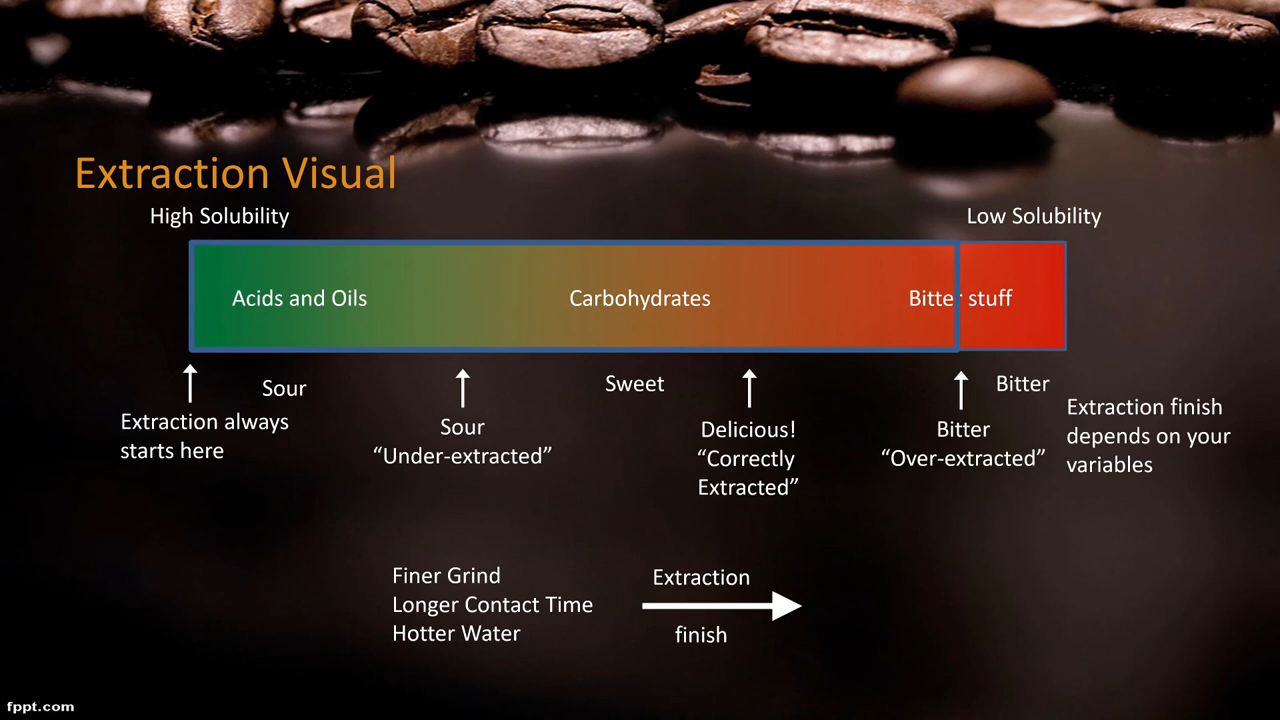 Extraction Visual
High Solubility
Low Solubility
Acids and Oils
Carbohydrates
Bitter stuff
Sour
Sweet
Bitter
Extraction always
starts here
Sour
“Under-extracted”
Delicious!
“Correctly
Extracted”
Bitter
“Over-extracted”
Extraction finish
depends on your
variables
Finer Grind
Longer Contact Time
Hotter Water
Extraction
finish
fppt.com